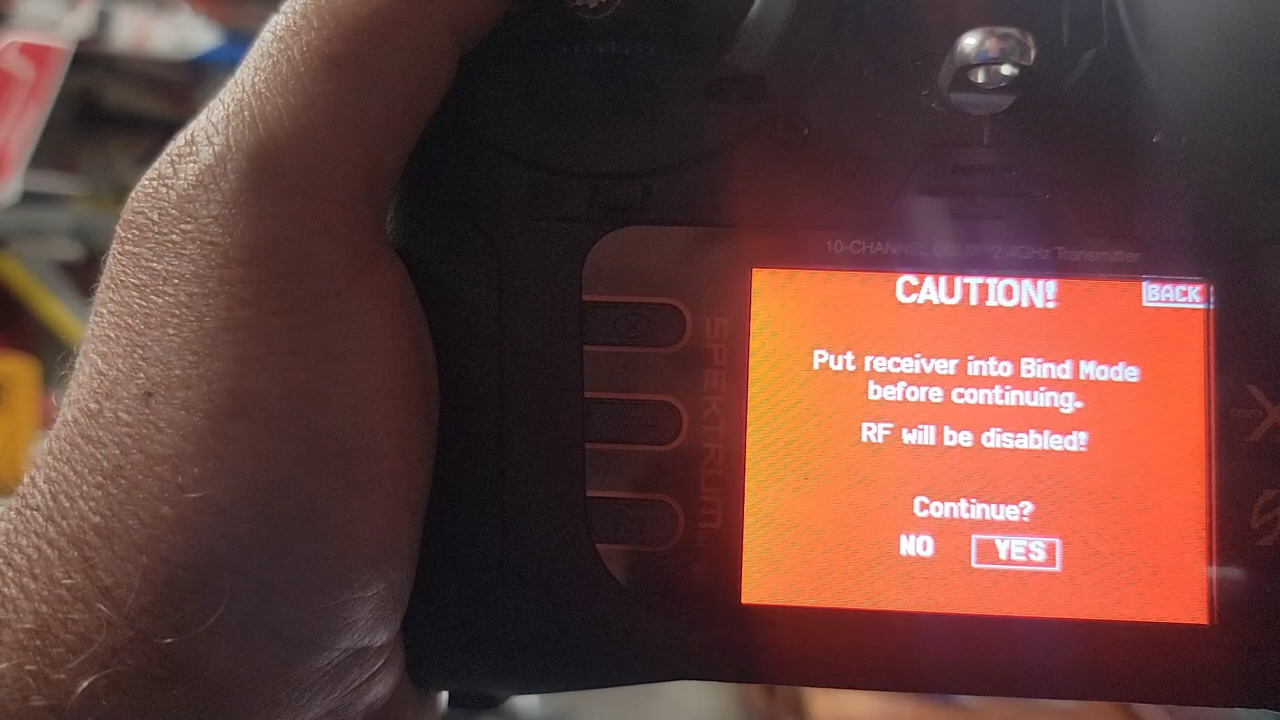 10-CHANNEL 2.4GHz Transmitter
CAUTION!
BACK
Put receiver into Bind Mode
before continuing.
RF will be disabled!
Continue?
NO YES
SPEKTRUM